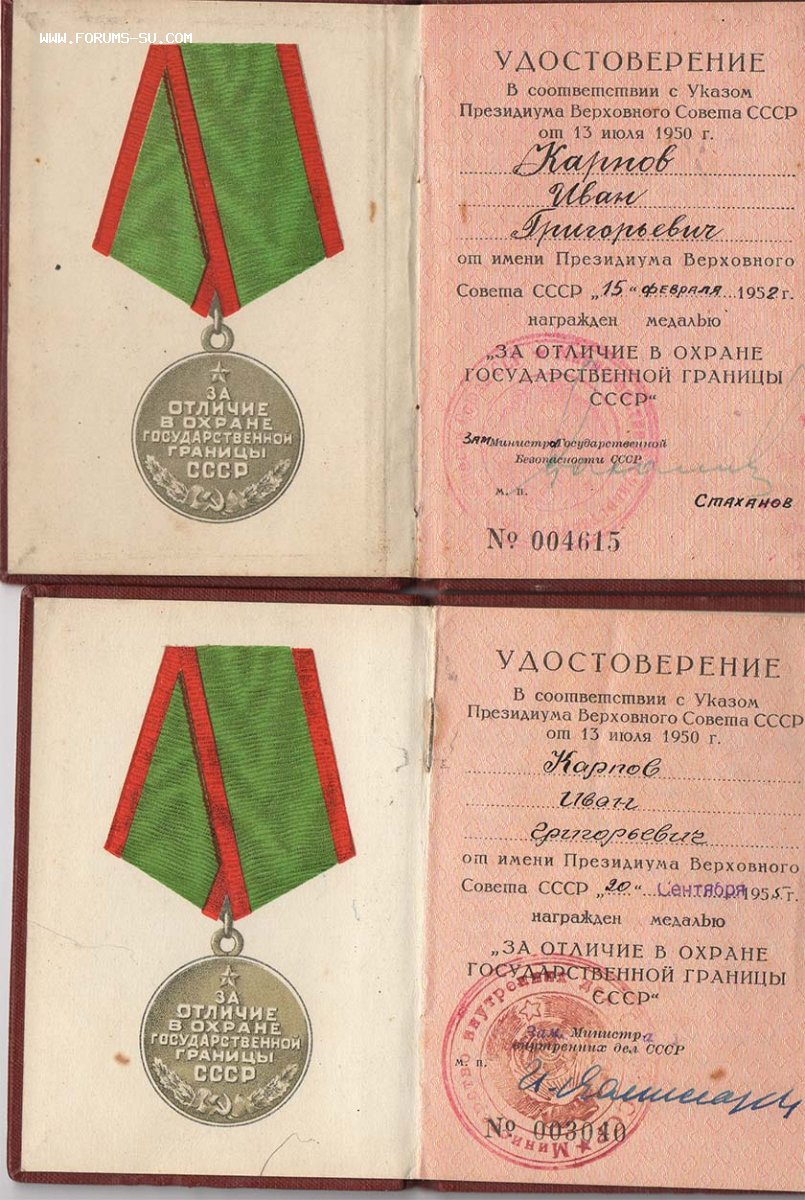 WWW.FORUMS-SU.COM
ЗА
ОТЛИЧИЕ
В ОХРАНЕ
ГОСУДАРСТВЕННОЙ
ГРАНИЦЫ
СССР
УДОСТОВЕРЕНИЕ
В соответствии с Указом
Президиума Верховного Совета СССР
от 13 июля 1950 г.
Карпов
Иван
Григорьевич
от имени Президиума Верховного
Совета СССР „15“ февраля 1952 г.
награжден медалью
„ЗА ОТЛИЧИЕ В ОХРАНЕ
ГОСУДАРСТВЕННОЙ ГРАНИЦЫ
СССР“
Зам Министра Государственной
Безопасности СССР
м. п.
Стаханов
№ 004615
ЗА
ОТЛИЧИЕ
В ОХРАНЕ
ГОСУДАРСТВЕННОЙ
ГРАНИЦЫ
СССР
УДОСТОВЕРЕНИЕ
В соответствии с Указом
Президиума Верховного Совета СССР
от 13 июля 1950 г.
Карпов
Иван
Григорьевич
от имени Президиума Верховного
Совета СССР „20“ Сентября 1955 г.
награжден медалью
„ЗА ОТЛИЧИЕ В ОХРАНЕ
ГОСУДАРСТВЕННОЙ ГРАНИЦЫ
СССР“
Зам. Министра
внутренних дел СССР
м. п.
№ 003040
Министерство внутренних дел СССР